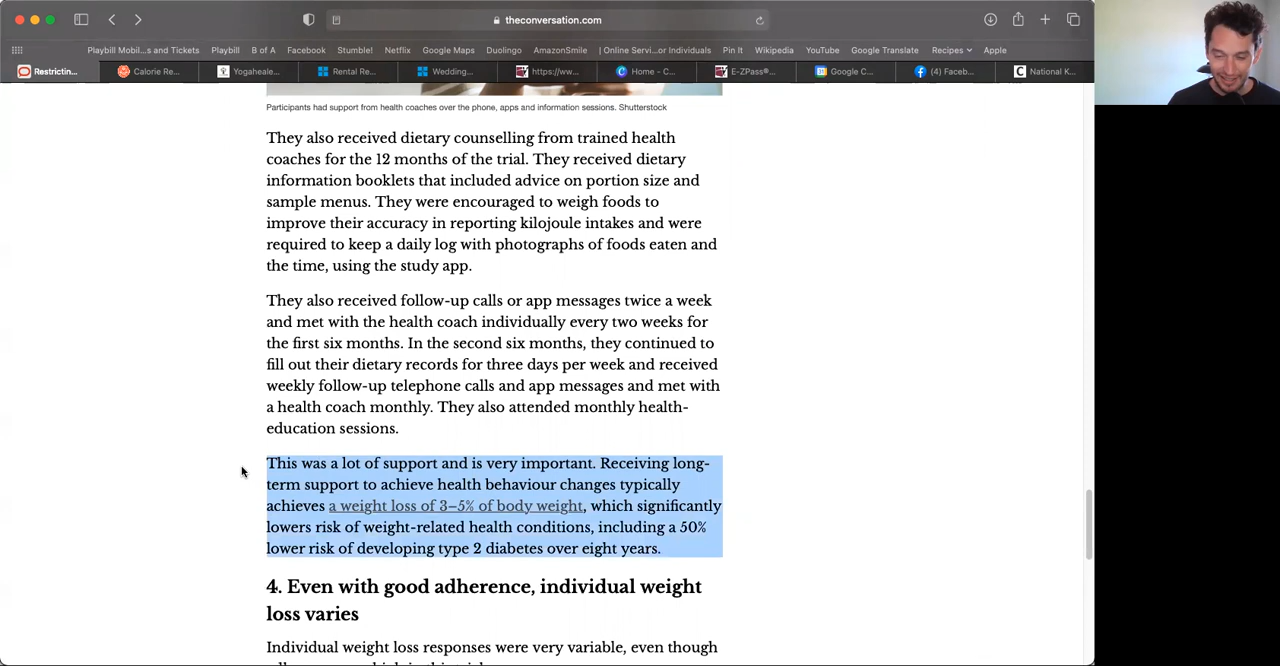 theconversation.com
Playbill Mobil...s and Tickets Playbill B of A Facebook Stumble! Netflix Google Maps Duolingo AmazonSmile | Online Servi...or Individuals Pin It Wikipedia YouTube Google Translate Recipes Apple
Restrictin... Calorie Re... Yogaheale... Rental Re... Wedding... https://ww... Home - C... E-ZPass®... Google C... (4) Faceb... National K...
Participants had support from health coaches over the phone, apps and information sessions. Shutterstock
They also received dietary counselling from trained health
coaches for the 12 months of the trial. They received dietary
information booklets that included advice on portion size and
sample menus. They were encouraged to weigh foods to
improve their accuracy in reporting kilojoule intakes and were
required to keep a daily log with photographs of foods eaten and
the time, using the study app.
They also received follow-up calls or app messages twice a week
and met with the health coach individually every two weeks for
the first six months. In the second six months, they continued to
fill out their dietary records for three days per week and received
weekly follow-up telephone calls and app messages and met with
a health coach monthly. They also attended monthly health-
education sessions.
This was a lot of support and is very important. Receiving long-
term support to achieve health behaviour changes typically
achieves a weight loss of 3–5% of body weight, which significantly
lowers risk of weight-related health conditions, including a 50%
lower risk of developing type 2 diabetes over eight years.
4. Even with good adherence, individual weight
loss varies
Individual weight loss responses were very variable, even though